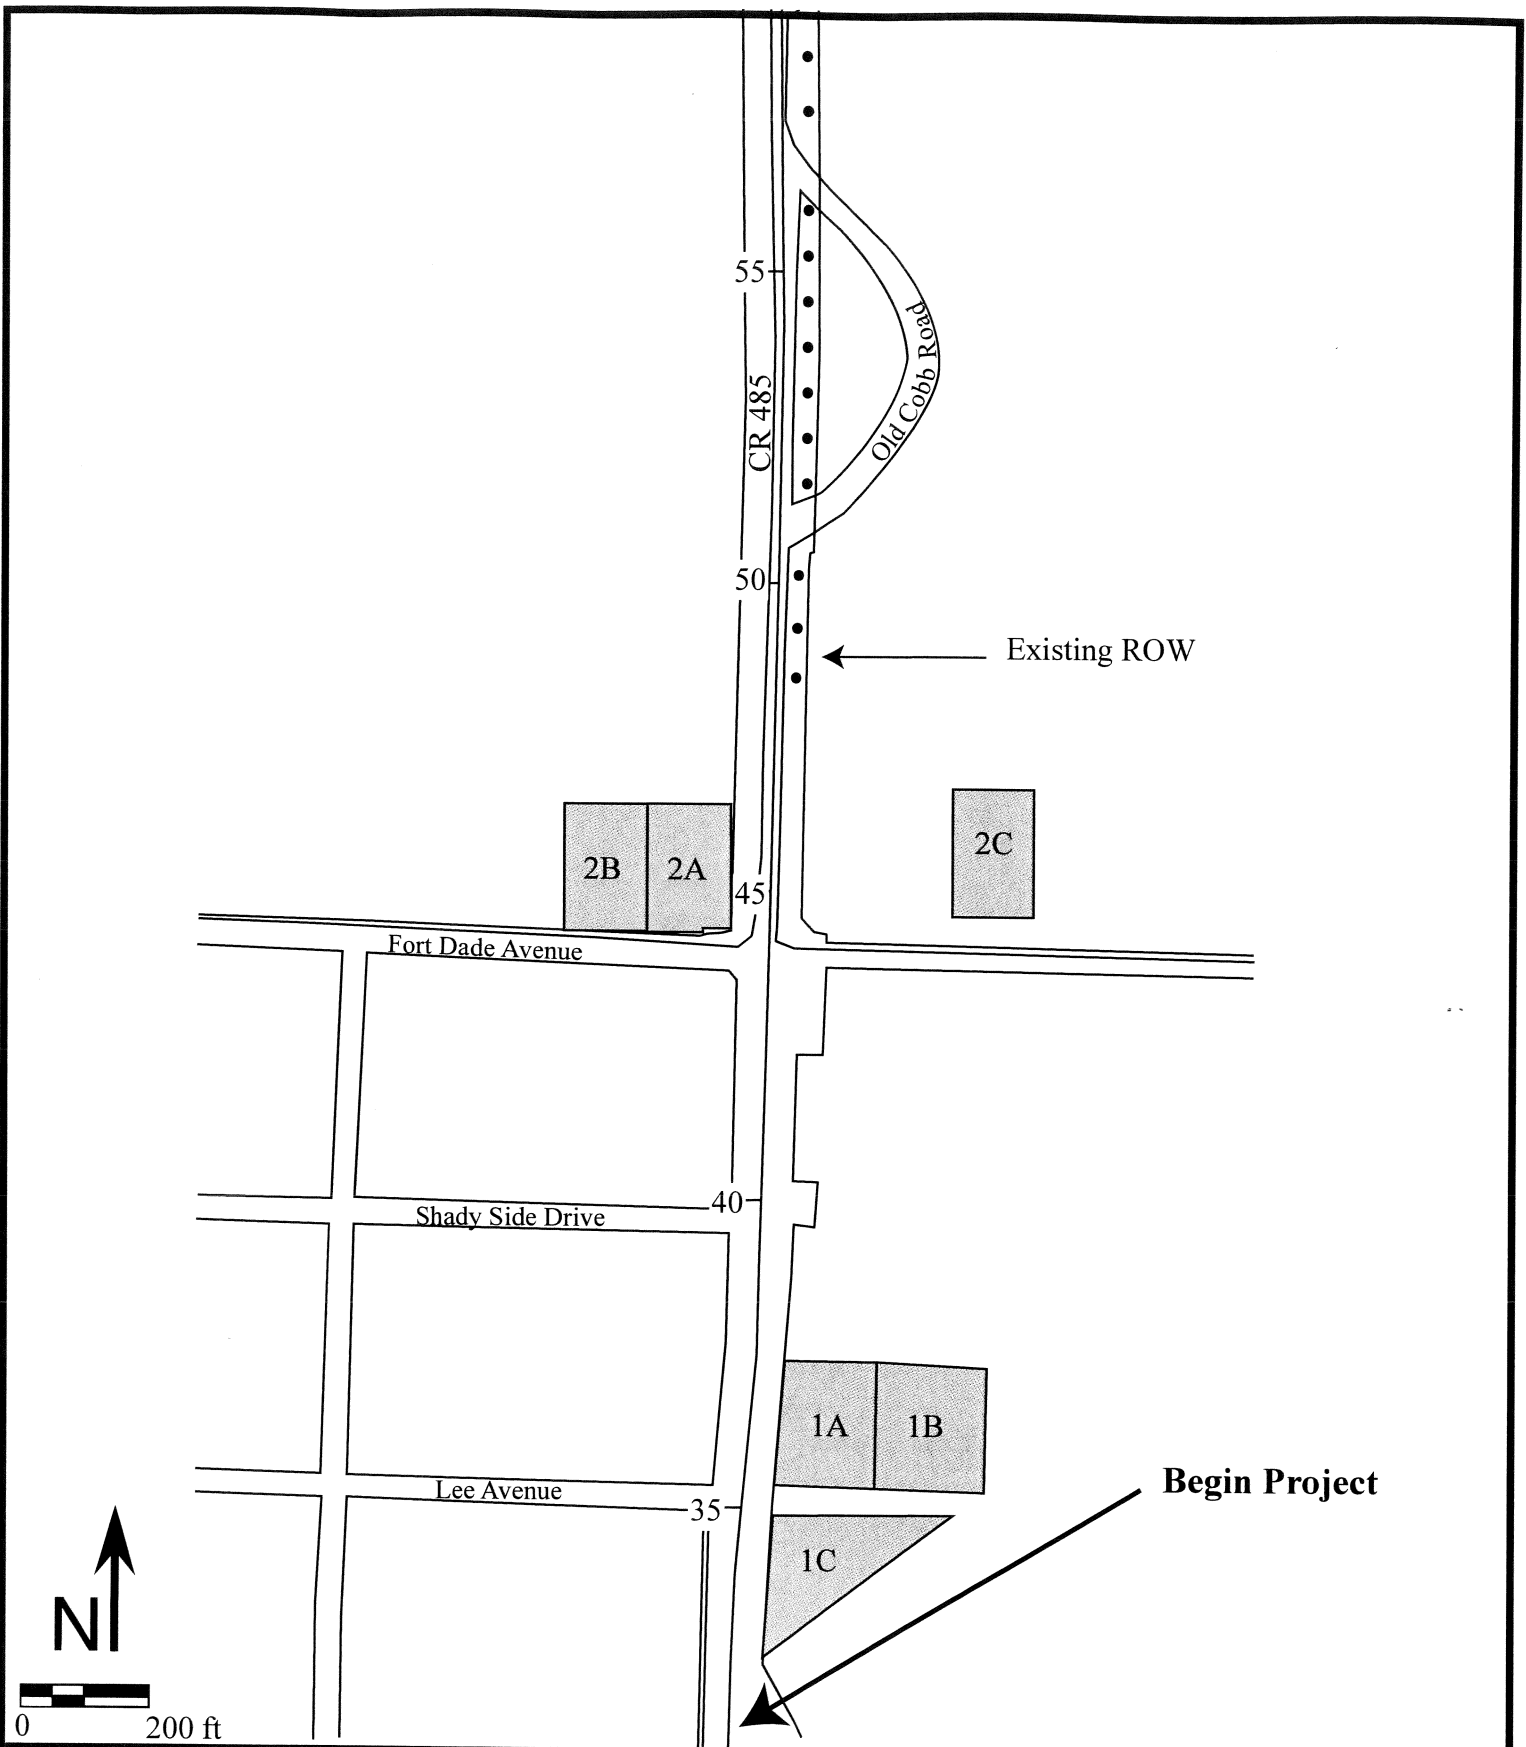 55
CR 485
Old Cobb Road
50
Existing ROW
2B
2A
2C
45
Fort Dade Avenue
40
Shady Side Drive
1A
1B
Begin Project
Lee Avenue
35
1C
N
0
200 ft